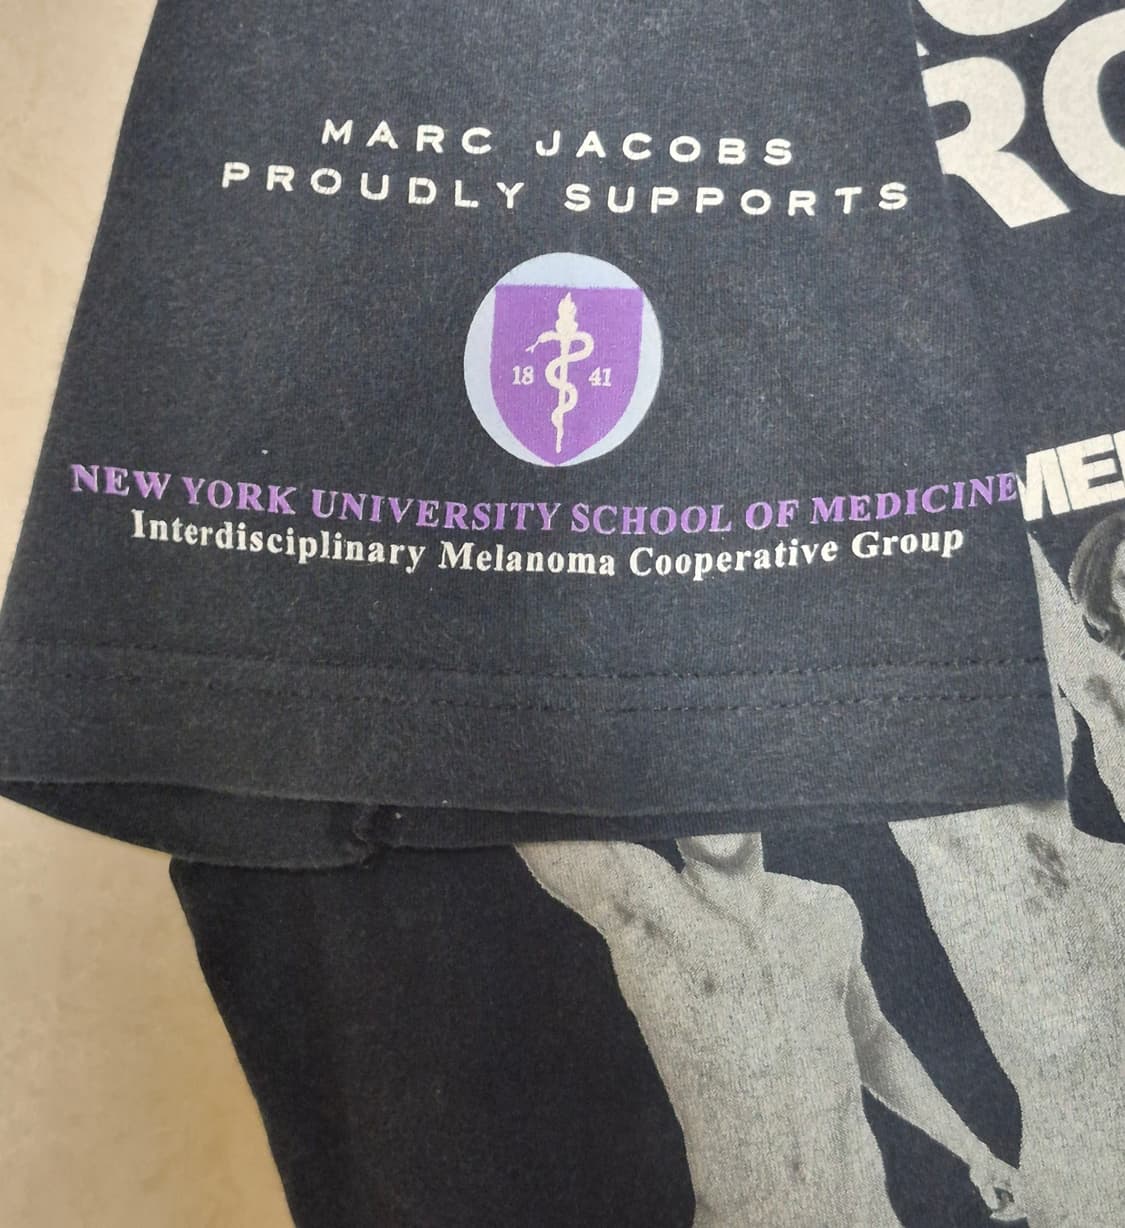 MARC JACOBS
PROUDLY SUPPORTS
18 41
NEW YORK UNIVERSITY SCHOOL OF MEDICINE
Interdisciplinary Melanoma Cooperative Group